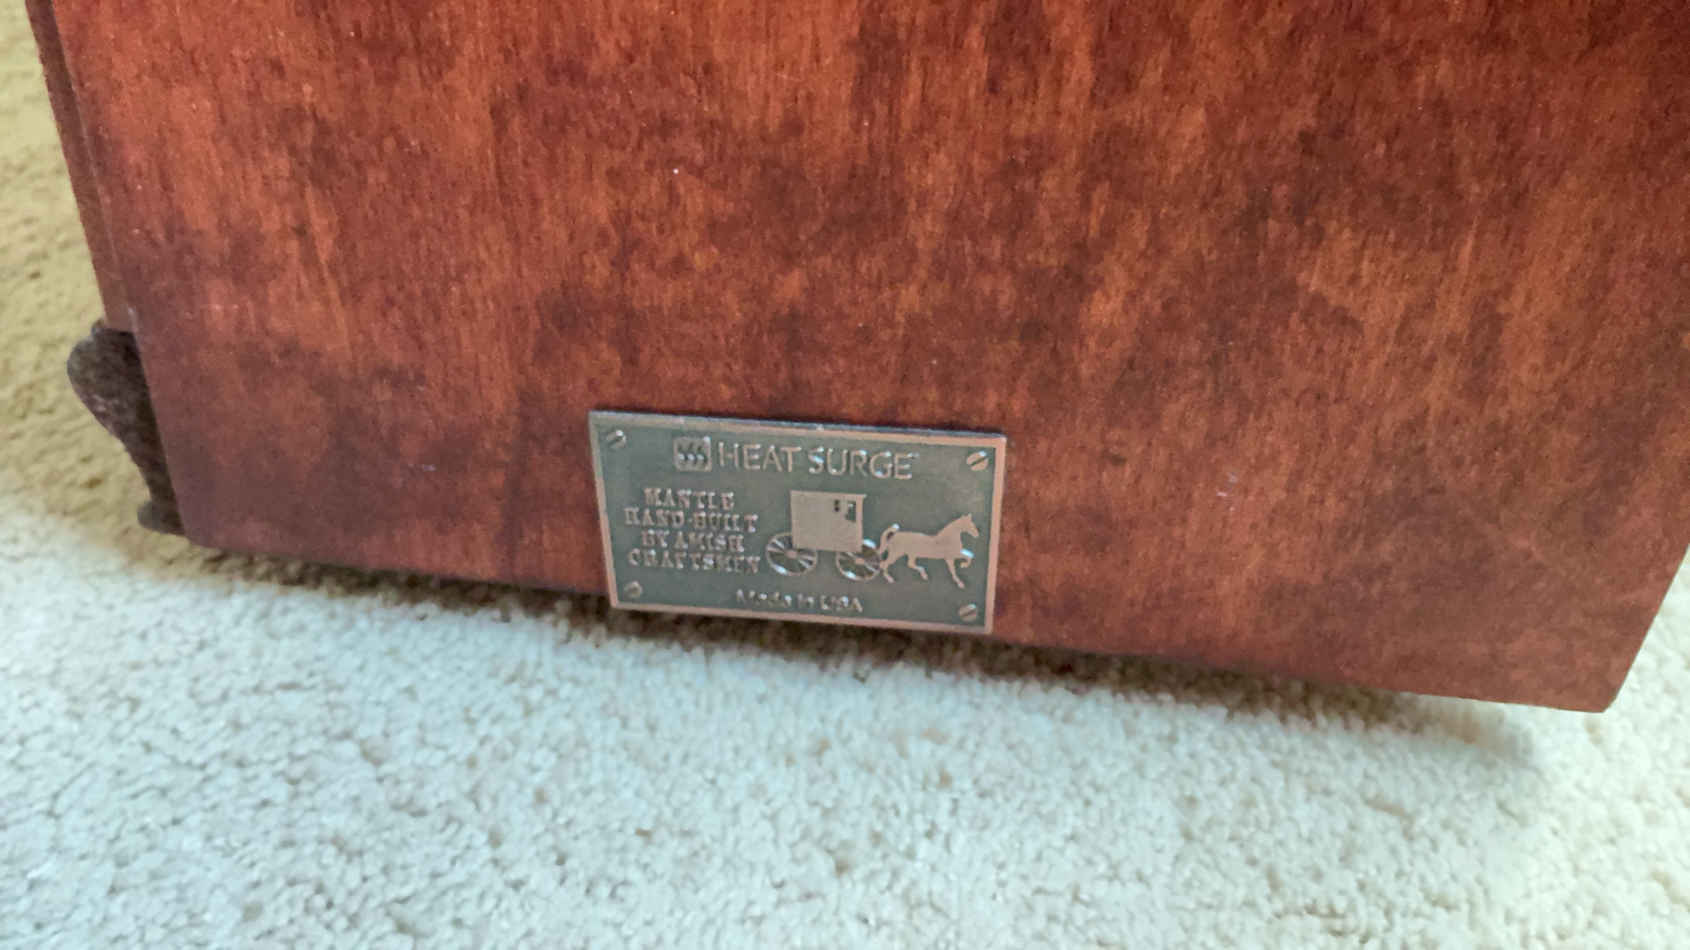 HEAT SURGE
MANTLE
HAND-BUILT
BY AMISH
CRAFTSMEN
Made in USA